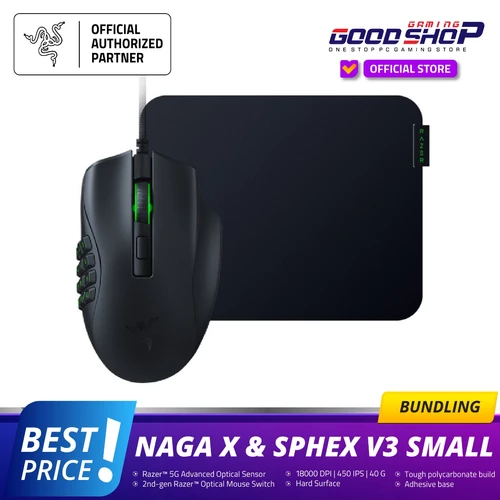 OFFICIAL
AUTHORIZED
PARTNER
GAMING
GOODSHOP
ONE STOP PC GAMING STORE
OFFICIAL STORE
RAZER
BUNDLING
BEST
PRICE!
NAGA X & SPHEX V3 SMALL
• Razer™ 5G Advanced Optical Sensor
• 2nd-gen Razer™ Optical Mouse Switch
• 18000 DPI | 450 IPS | 40 G
• Hard Surface
• Tough polycarbonate build
• Adhesive base